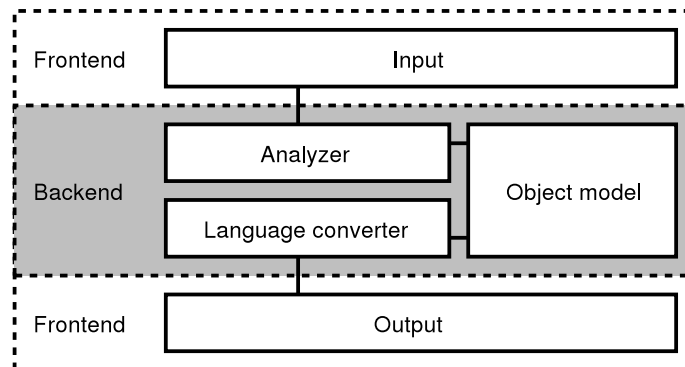 Frontend
Input
Analyzer
Backend
Object model
Language converter
Frontend
Output